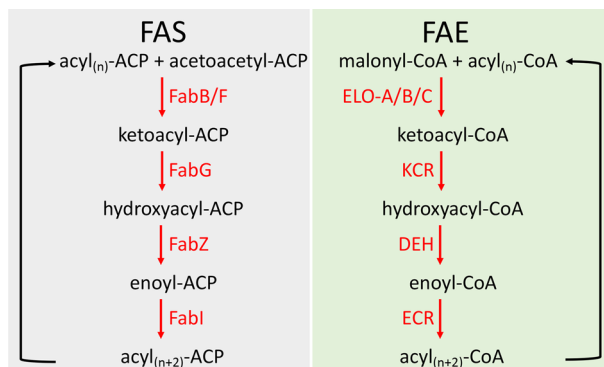 FAS
acyl(n)-ACP + acetoacetyl-ACP
FabB/F
ketoacyl-ACP
FabG
hydroxyacyl-ACP
FabZ
enoyl-ACP
FabI
acyl(n+2)-ACP
FAE
malonyl-CoA + acyl(n)-CoA
ELO-A/B/C
ketoacyl-CoA
KCR
hydroxyacyl-CoA
DEH
enoyl-CoA
ECR
acyl(n+2)-CoA